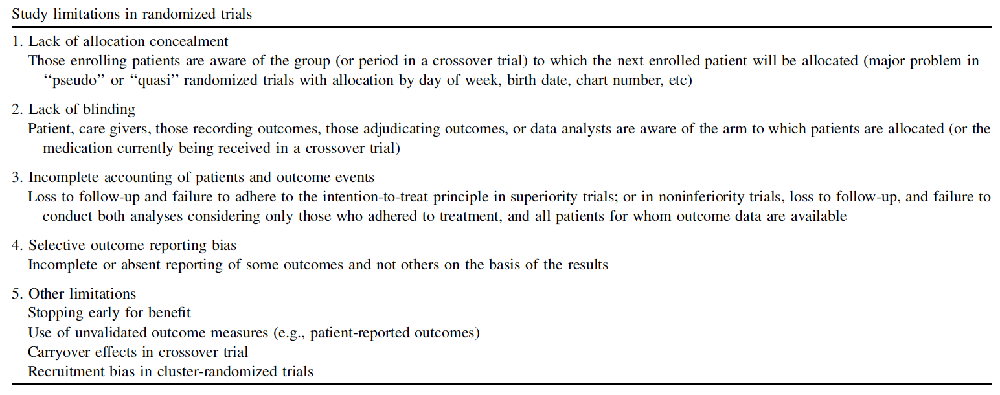 Study limitations in randomized trials
1. Lack of allocation concealment
Those enrolling patients are aware of the group (or period in a crossover trial) to which the next enrolled patient will be allocated (major problem in
‘‘pseudo’’ or ‘‘quasi’’ randomized trials with allocation by day of week, birth date, chart number, etc)
2. Lack of blinding
Patient, care givers, those recording outcomes, those adjudicating outcomes, or data analysts are aware of the arm to which patients are allocated (or the
medication currently being received in a crossover trial)
3. Incomplete accounting of patients and outcome events
Loss to follow-up and failure to adhere to the intention-to-treat principle in superiority trials; or in noninferiority trials, loss to follow-up, and failure to
conduct both analyses considering only those who adhered to treatment, and all patients for whom outcome data are available
4. Selective outcome reporting bias
Incomplete or absent reporting of some outcomes and not others on the basis of the results
5. Other limitations
Stopping early for benefit
Use of unvalidated outcome measures (e.g., patient-reported outcomes)
Carryover effects in crossover trial
Recruitment bias in cluster-randomized trials